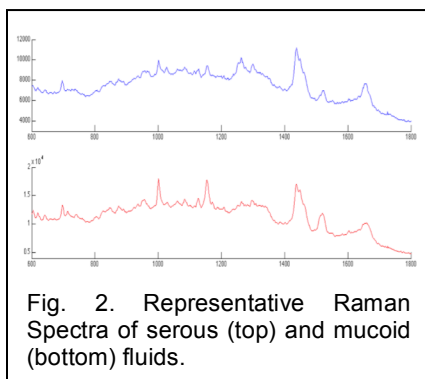 12000
10000
8000
6000
4000
600 800 1000 1200 1400 1600 1800
x 10^4
2
1.5
1
0.5
600 800 1000 1200 1400 1600 1800
Fig. 2. Representative Raman
Spectra of serous (top) and mucoid
(bottom) fluids.